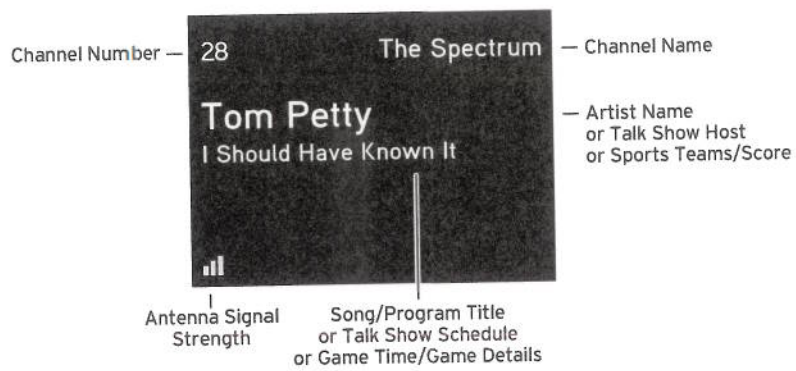 Channel Number – 28 The Spectrum – Channel Name
Tom Petty – Artist Name
or Talk Show Host
I Should Have Known It or Sports Teams/Score
Antenna Signal
Strength
Song/Program Title
or Talk Show Schedule
or Game Time/Game Details